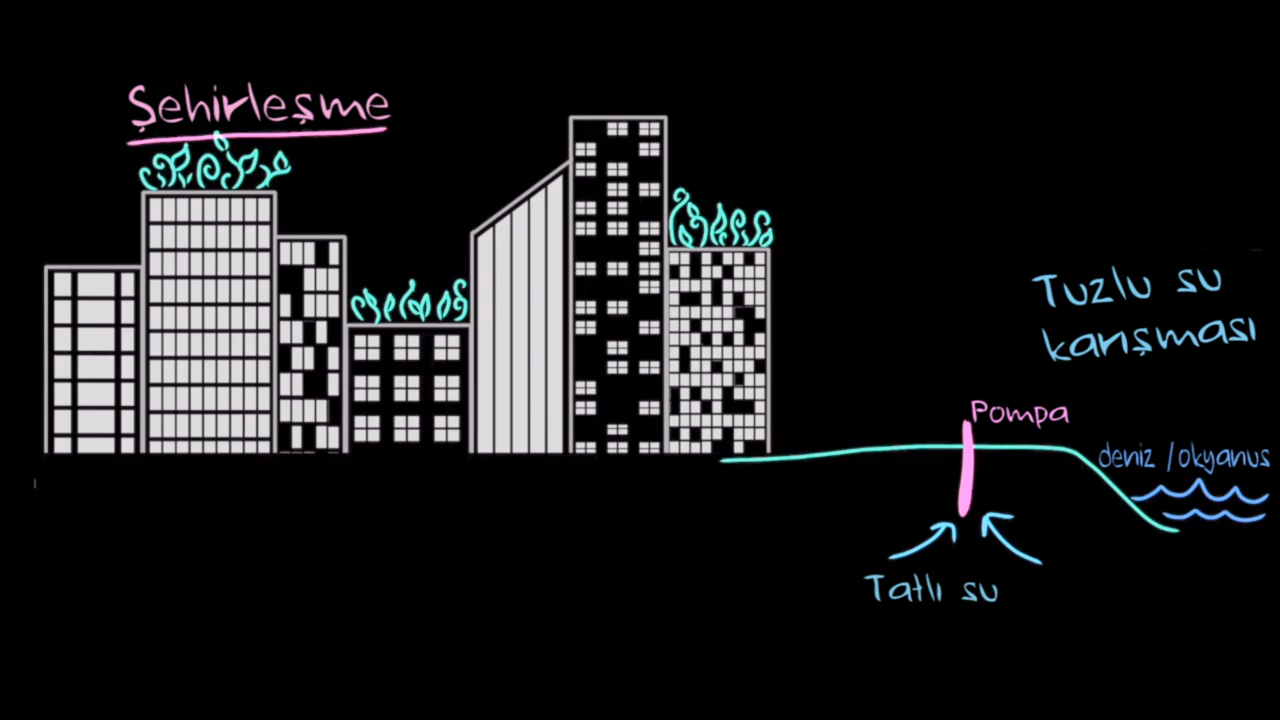 Şehirleşme
Tuzlu su
karışması
Pompa
deniz / okyanus
Tatlı su